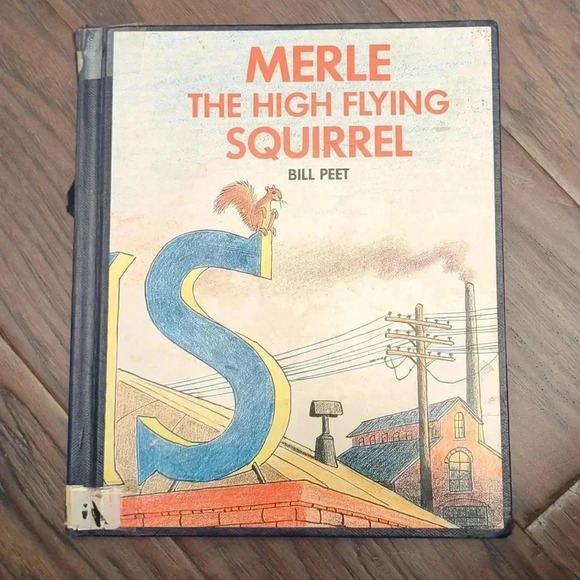 MERLE
THE HIGH FLYING
SQUIRREL
BILL PEET
S